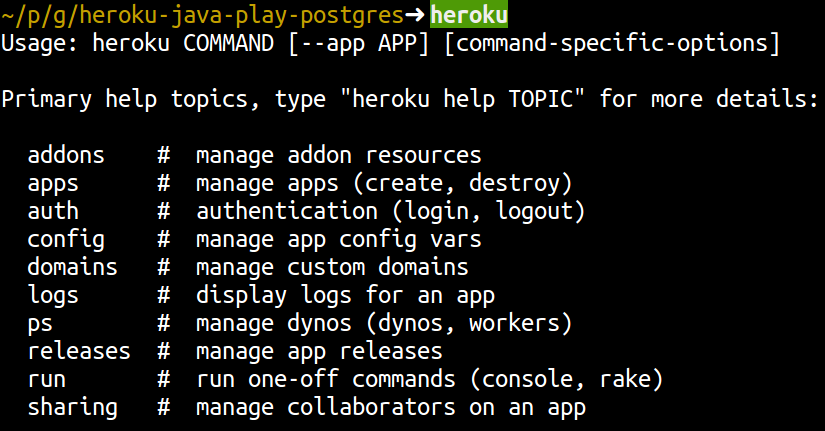 ~/p/g/heroku-java-play-postgres➜heroku
Usage: heroku COMMAND [--app APP] [command-specific-options]

Primary help topics, type "heroku help TOPIC" for more details:

  addons    #  manage addon resources
  apps      #  manage apps (create, destroy)
  auth      #  authentication (login, logout)
  config    #  manage app config vars
  domains   #  manage custom domains
  logs      #  display logs for an app
  ps        #  manage dynos (dynos, workers)
  releases  #  manage app releases
  run       #  run one-off commands (console, rake)
  sharing   #  manage collaborators on an app